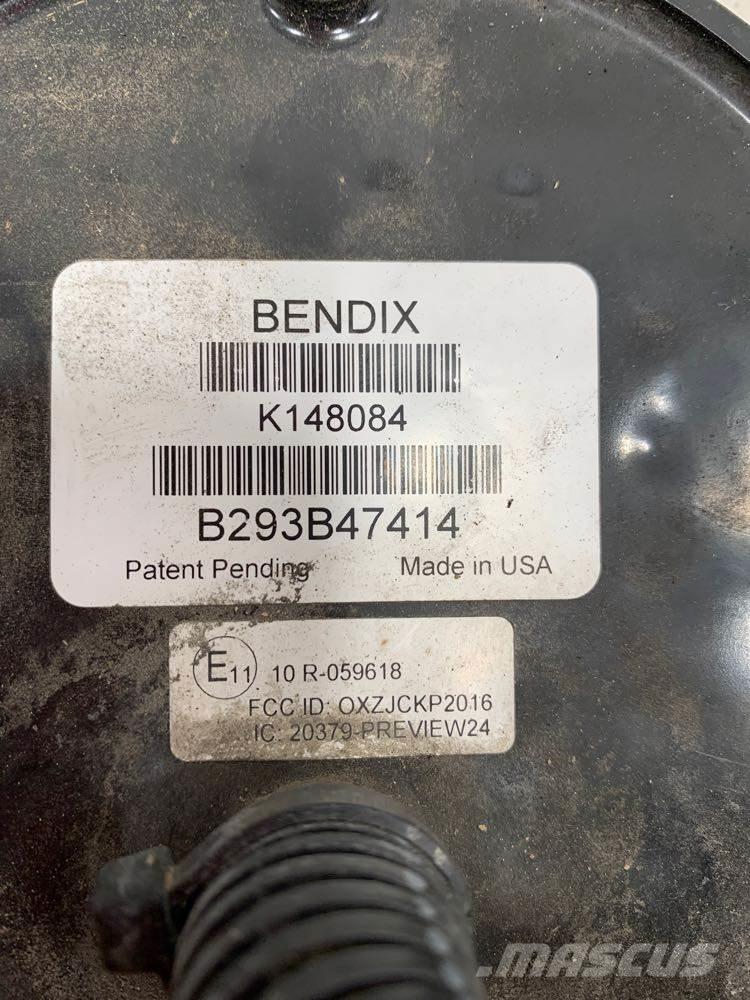 BENDIX
K148084
B293B47414
Patent Pending Made in USA
E11 10 R-059618
FCC ID: OXZJCKP2016
IC: 20379-PREVIEW24
MASCUS